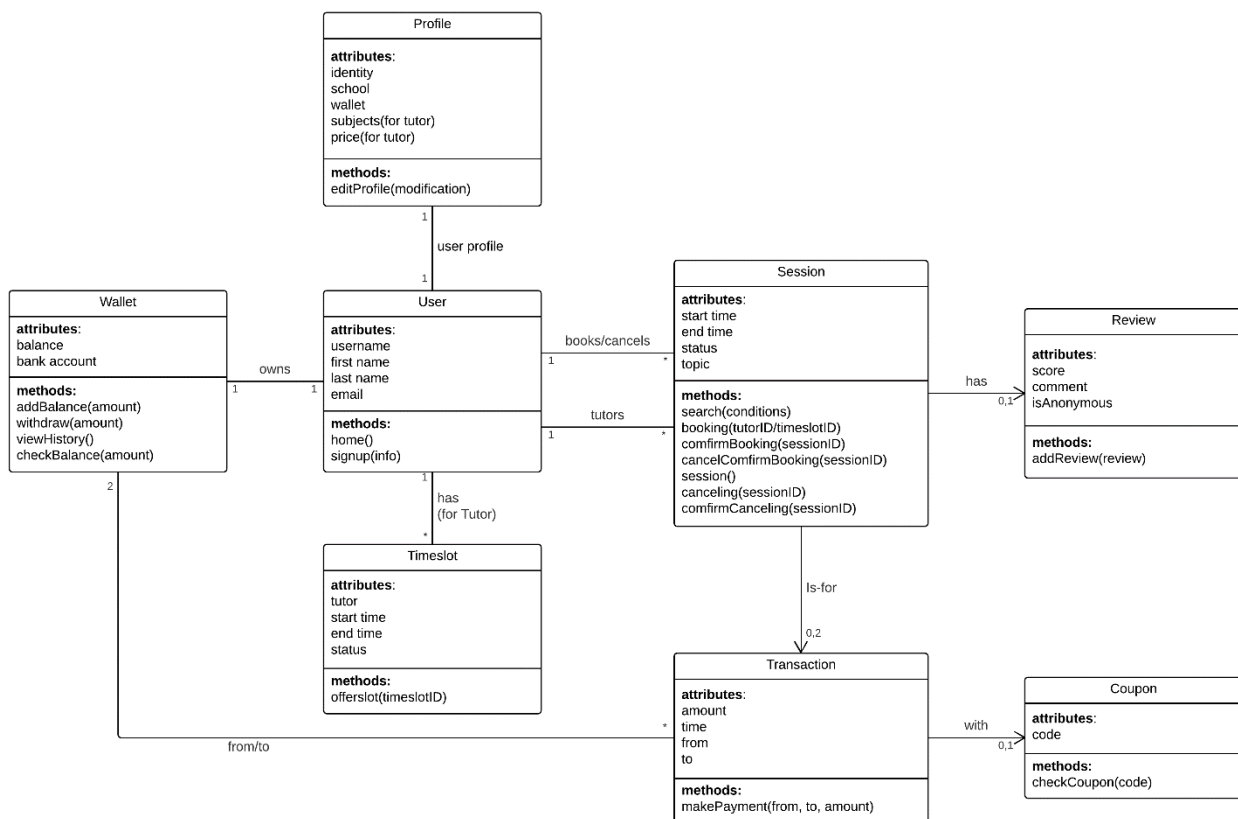 Profile
attributes:
identity
school
wallet
subjects(for tutor)
price(for tutor)
methods:
editProfile(modification)
1
user profile
1
Wallet
attributes:
balance
bank account
methods:
addBalance(amount)
withdraw(amount)
viewHistory()
checkBalance(amount)
1
owns
1
User
attributes:
username
first name
last name
email
methods:
home()
signup(info)
books/cancels
1
*
tutors
1
*
Session
attributes:
start time
end time
status
topic
methods:
search(conditions)
booking(tutorID/timeslotID)
comfirmBooking(sessionID)
cancelComfirmBooking(sessionID)
session()
canceling(sessionID)
comfirmCanceling(sessionID)
has
0,1
Review
attributes:
score
comment
isAnonymous
methods:
addReview(review)
1
has
(for Tutor)
*
Timeslot
attributes:
tutor
start time
end time
status
methods:
offerslot(timeslotID)
2
from/to
*
Is-for
0,2
Transaction
attributes:
amount
time
from
to
methods:
makePayment(from, to, amount)
with
0,1
Coupon
attributes:
code
methods:
checkCoupon(code)